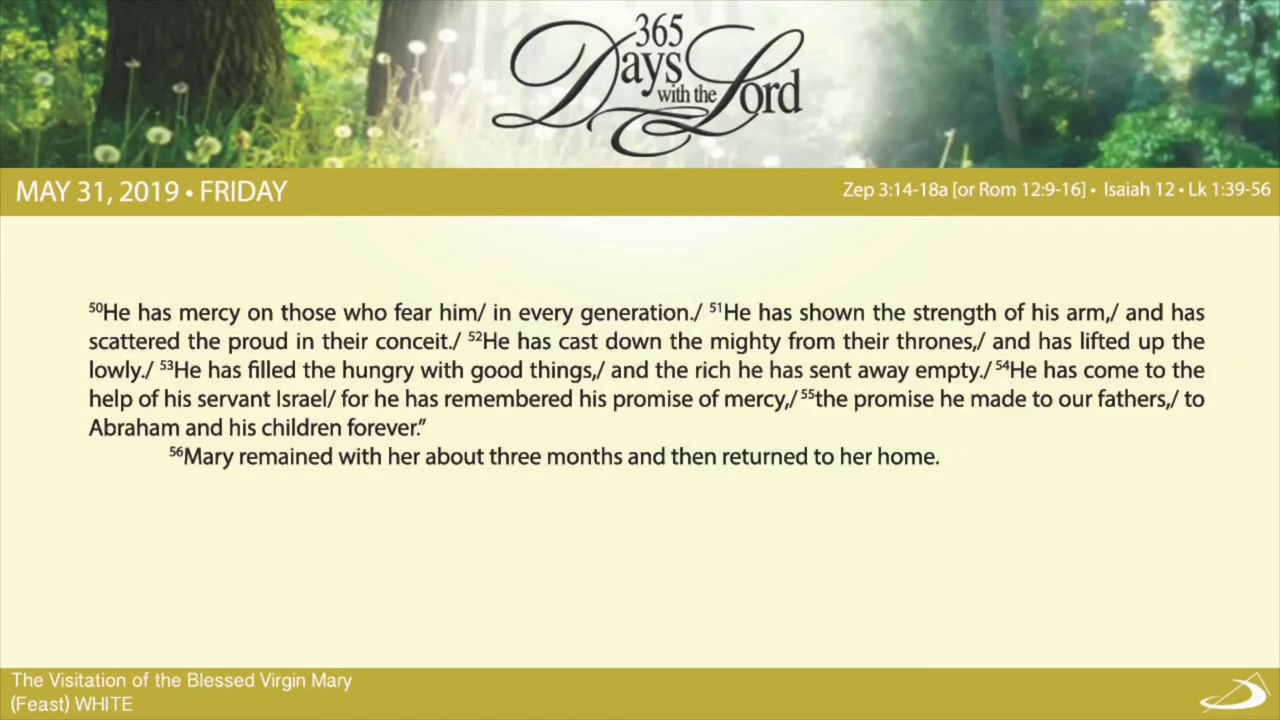 365
Days
with the Lord
MAY 31, 2019 • FRIDAY
Zep 3:14-18a [or Rom 12:9-16] • Isaiah 12 • Lk 1:39-56
⁵⁰He has mercy on those who fear him/ in every generation./ ⁵¹He has shown the strength of his arm,/ and has
scattered the proud in their conceit./ ⁵²He has cast down the mighty from their thrones,/ and has lifted up the
lowly./ ⁵³He has filled the hungry with good things,/ and the rich he has sent away empty./ ⁵⁴He has come to the
help of his servant Israel/ for he has remembered his promise of mercy,/ ⁵⁵the promise he made to our fathers,/ to
Abraham and his children forever.”
⁵⁶Mary remained with her about three months and then returned to her home.
The Visitation of the Blessed Virgin Mary
(Feast) WHITE